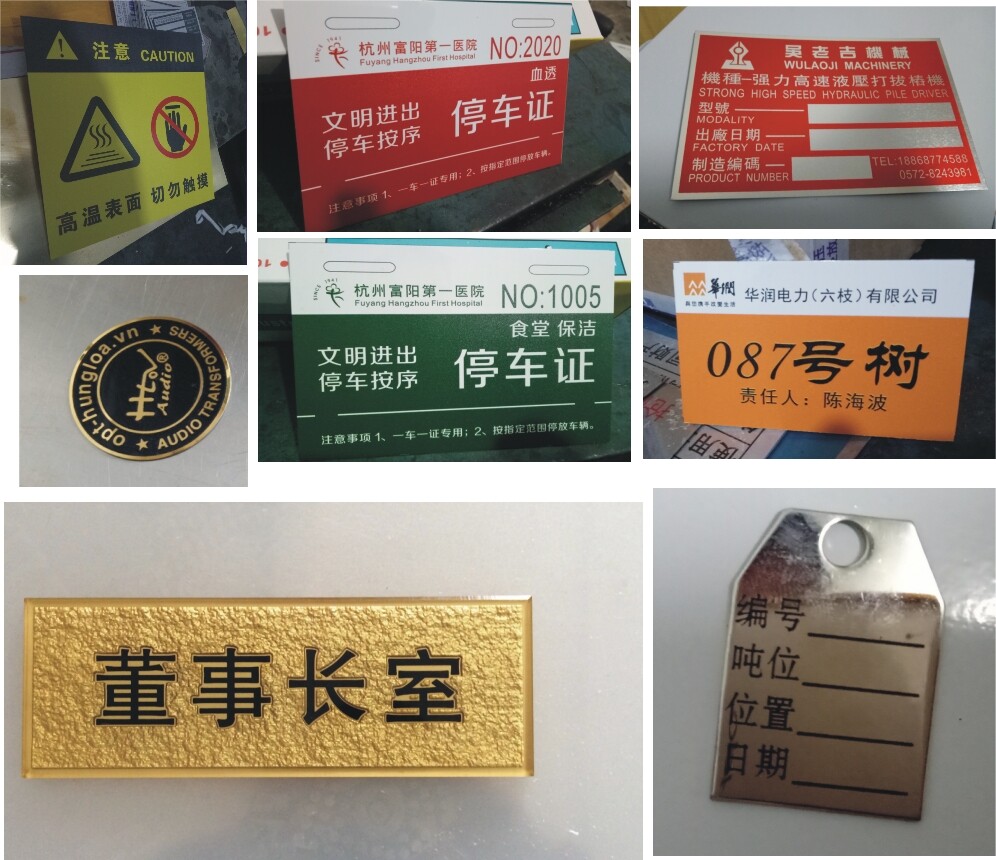 注意 CAUTION
高温表面 切勿触摸
SINCE 1941
杭州富阳第一医院
Fuyang Hangzhou First Hospital
NO:2020
血透
文明进出
停车按序
停车证
注意事项 1、一车一证专用；2、按指定范围停放车辆。
吴老吉機械
WULAOJI MACHINERY
機種—强力高速液壓打拔樁機
STRONG HIGH SPEED HYDRAULIC PILE DRIVER
型號
MODALITY
出廠日期
FACTORY DATE
制造編碼
PRODUCT NUMBER
TEL:18868774588
0572-8243981
opt-hungloa.vn ★ SHEMROFSNART OIDUA ★
Audio®
SINCE 1941
杭州富阳第一医院
Fuyang Hangzhou First Hospital
NO:1005
食堂 保洁
文明进出
停车按序
停车证
注意事项 1、一车一证专用；2、按指定范围停放车辆。
華潤
华润电力（六枝）有限公司
087号树
责任人：陈海波
董事长室
编号
吨位
位置
日期